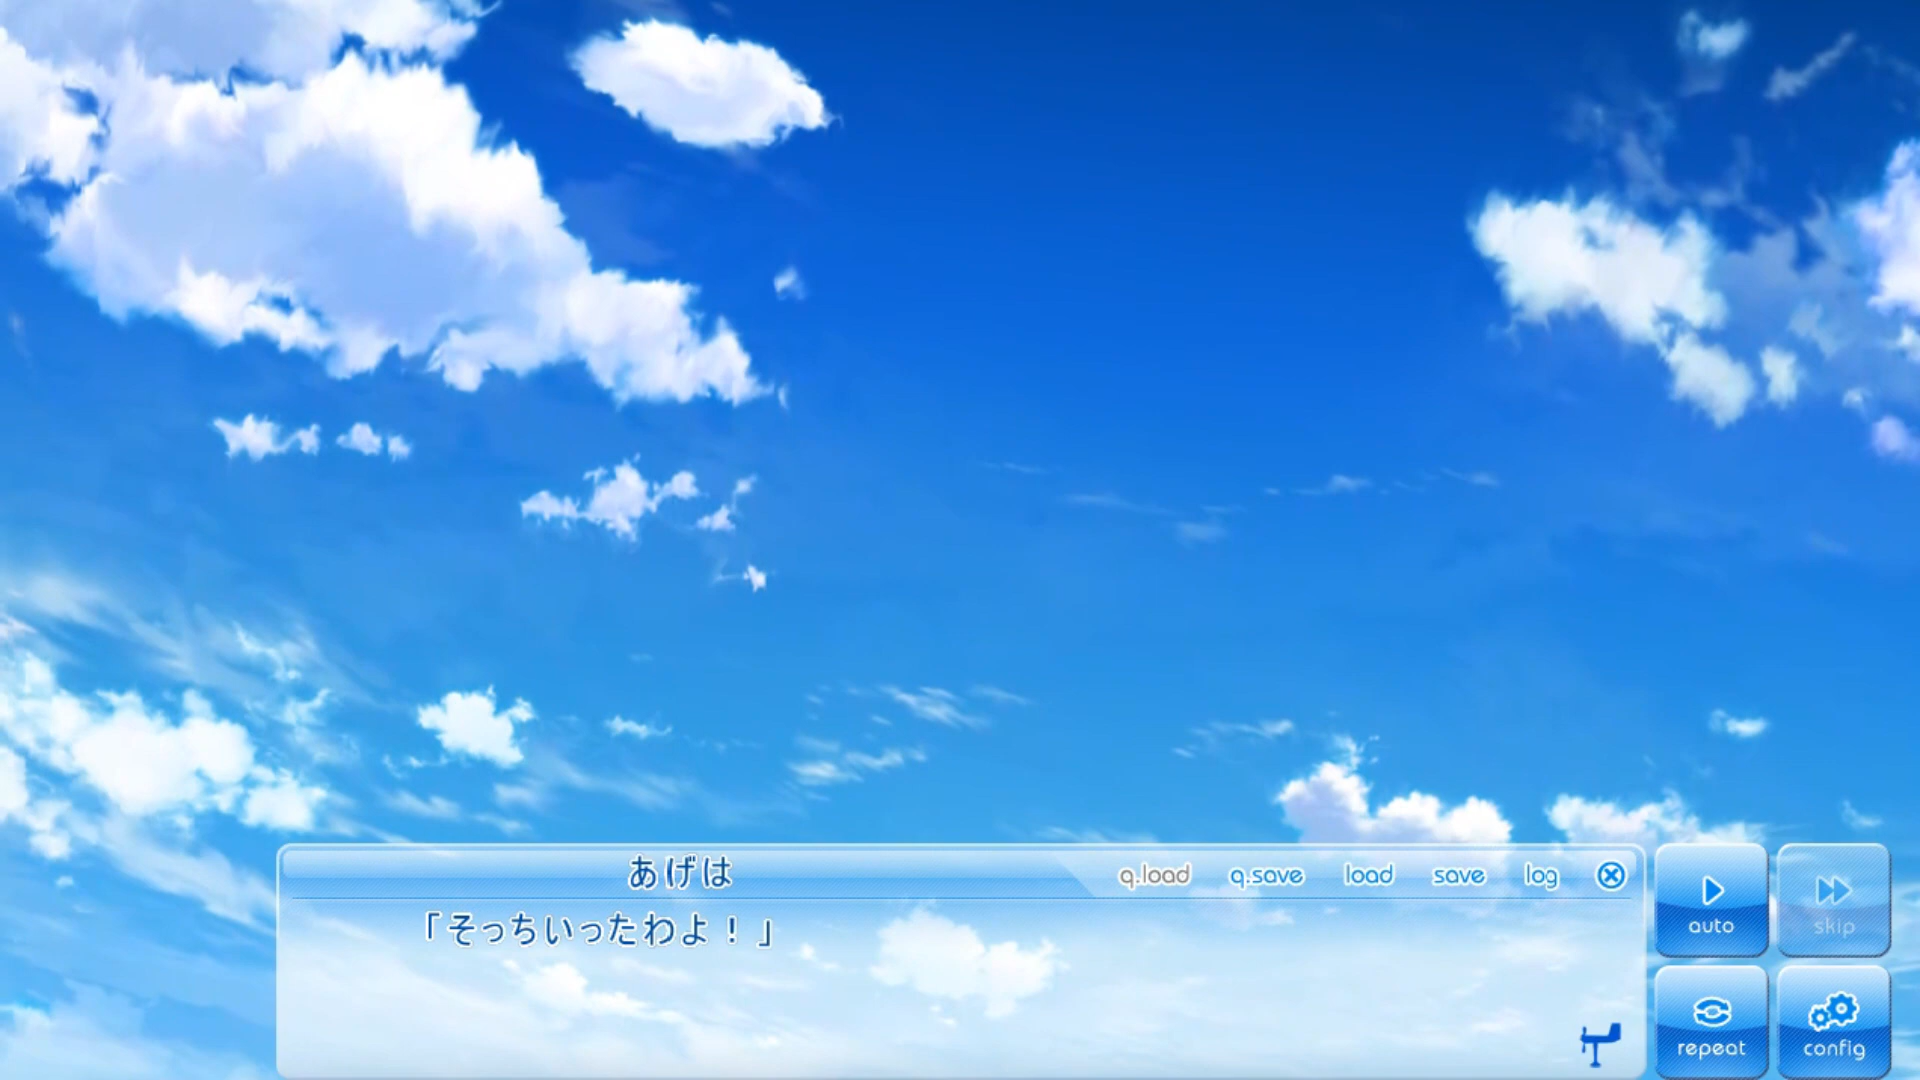 あげは
q.load q.save load save log
「そっちいったわよ！」
auto
skip
repeat
config